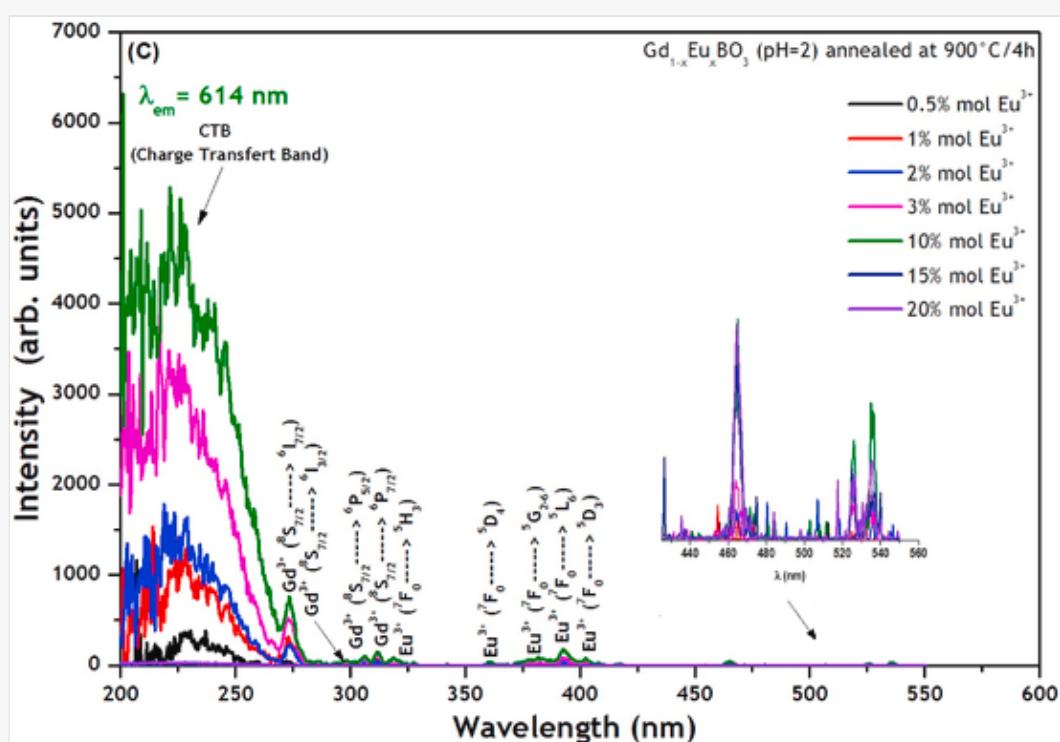 (C)
Gd1-xEuxBO3 (pH=2) annealed at 900°C/4h
λem= 614 nm
CTB
(Charge Transfert Band)
0.5% mol Eu3+
1% mol Eu3+
2% mol Eu3+
3% mol Eu3+
10% mol Eu3+
15% mol Eu3+
20% mol Eu3+
Intensity (arb. units)
7000
6000
5000
4000
3000
2000
1000
0
Gd3+ (8S7/2 ------> 6I7/2)
Gd3+ (8S7/2 ------> 6I3/2)
Gd3+ (8S7/2 ------> 6P5/2)
Gd3+ (8S7/2 ------> 6P7/2)
Eu3+ (7F0 ------> 5H3)
Eu3+ (7F0 ------> 5D4)
Eu3+ (7F0 ------> 5G2-6)
Eu3+ (7F0 ------> 5L6)
Eu3+ (7F0 ------> 5D3)
440 460 480 500 520 540 560
λ (nm)
200 250 300 350 400 450 500 550 600
Wavelength (nm)